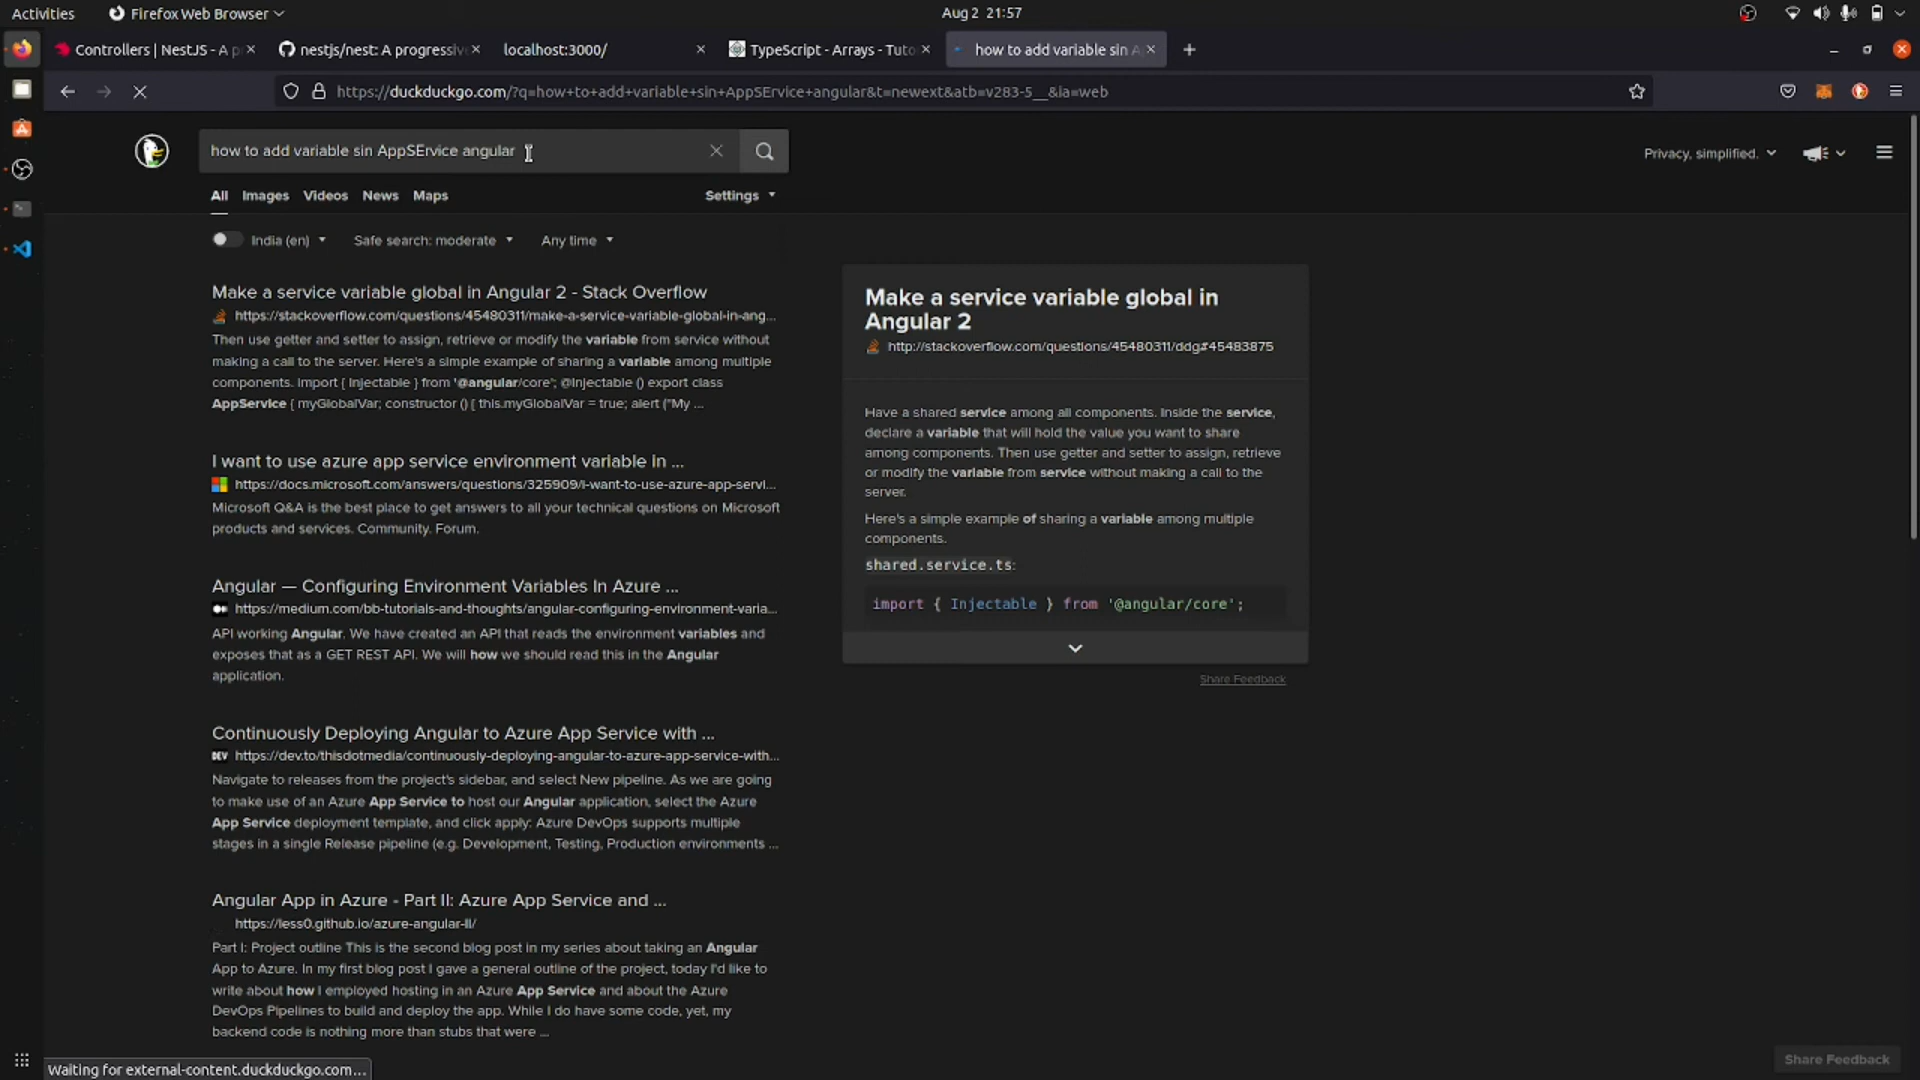 Activities
Firefox Web Browser
Aug 2 21:57
Controllers | NestJS - A p
nestjs/nest: A progressive
localhost:3000/
TypeScript - Arrays - Tuto
how to add variable sin A
https://duckduckgo.com/?q=how+to+add+variable+sin+AppSErvice+angular&t=newext&atb=v283-5__&ia=web
how to add variable sin AppSErvice angular
Privacy, simplified.
All Images Videos News Maps
Settings
India (en)
Safe search: moderate
Any time
Make a service variable global in Angular 2 - Stack Overflow
https://stackoverflow.com/questions/45480311/make-a-service-variable-global-in-ang...
Then use getter and setter to assign, retrieve or modify the variable from service without
making a call to the server. Here's a simple example of sharing a variable among multiple
components. Import { Injectable } from '@angular/core'; @Injectable () export class
AppService { myGlobalVar; constructor () { this.myGlobalVar = true; alert ("My ...
I want to use azure app service environment variable in ...
https://docs.microsoft.com/answers/questions/325909/i-want-to-use-azure-app-servi...
Microsoft Q&A is the best place to get answers to all your technical questions on Microsoft
products and services. Community. Forum.
Angular — Configuring Environment Variables In Azure ...
https://medium.com/bb-tutorials-and-thoughts/angular-configuring-environment-varia...
API working Angular. We have created an API that reads the environment variables and
exposes that as a GET REST API. We will how we should read this in the Angular
application.
Continuously Deploying Angular to Azure App Service with ...
DEV https://dev.to/thisdotmedia/continuously-deploying-angular-to-azure-app-service-with...
Navigate to releases from the project's sidebar, and select New pipeline. As we are going
to make use of an Azure App Service to host our Angular application, select the Azure
App Service deployment template, and click apply: Azure DevOps supports multiple
stages in a single Release pipeline (e.g. Development, Testing, Production environments ...
Angular App in Azure - Part II: Azure App Service and ...
https://less0.github.io/azure-angular-II/
Part I: Project outline This is the second blog post in my series about taking an Angular
App to Azure. In my first blog post I gave a general outline of the project, today I'd like to
write about how I employed hosting in an Azure App Service and about the Azure
DevOps Pipelines to build and deploy the app. While I do have some code, yet, my
backend code is nothing more than stubs that were ...
Make a service variable global in
Angular 2
http://stackoverflow.com/questions/45480311/ddg#45483875
Have a shared service among all components. Inside the service,
declare a variable that will hold the value you want to share
among components. Then use getter and setter to assign, retrieve
or modify the variable from service without making a call to the
server.
Here's a simple example of sharing a variable among multiple
components.
shared.service.ts:
import { Injectable } from '@angular/core';
Share Feedback
Share Feedback
Waiting for external-content.duckduckgo.com...